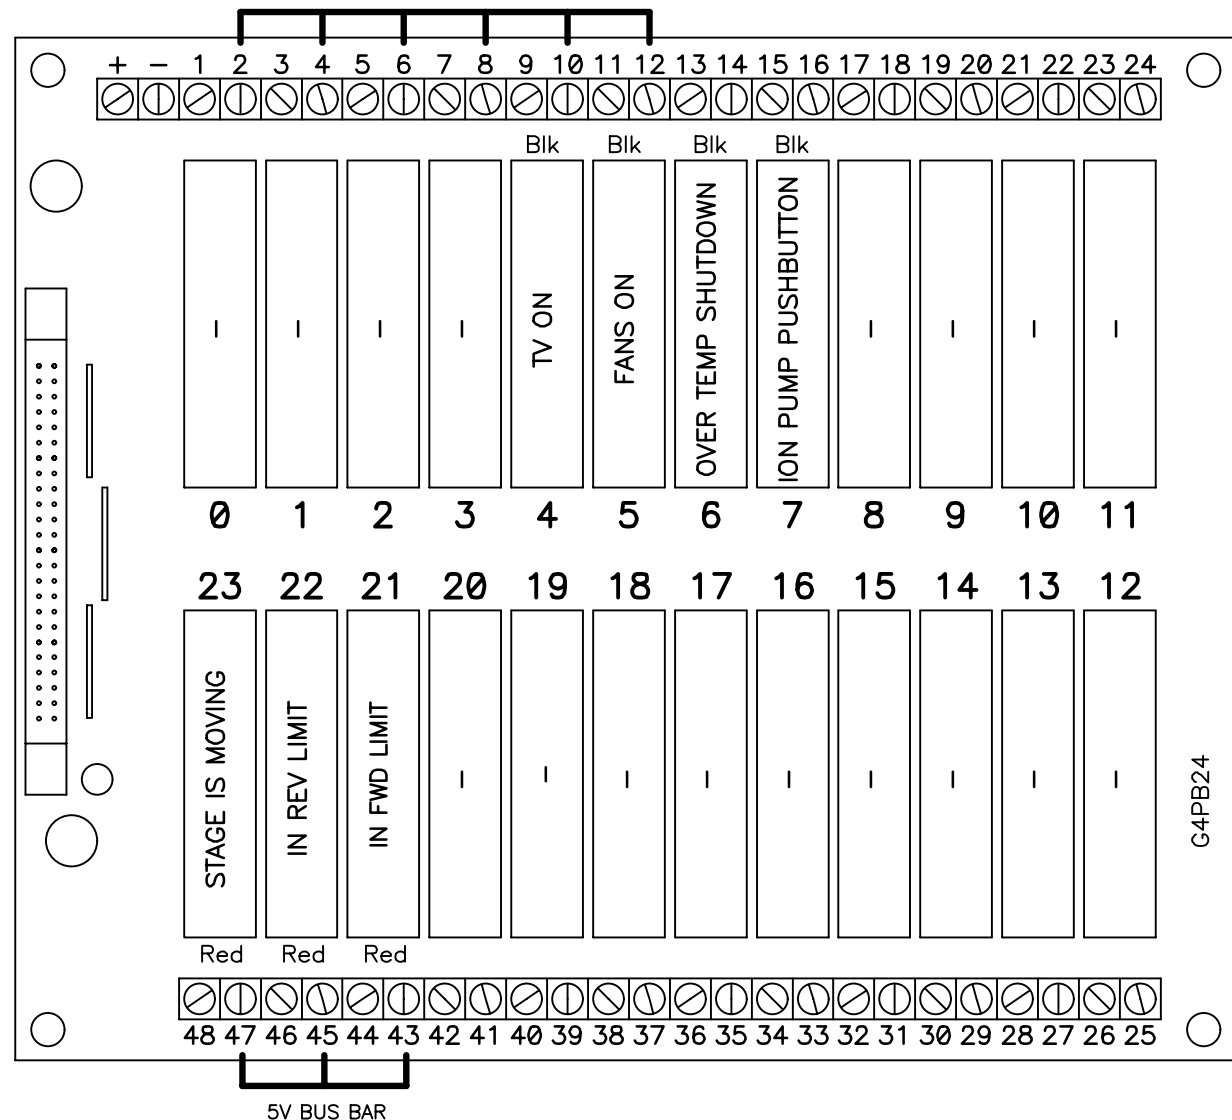 + − 1 2 3 4 5 6 7 8 9 10 11 12 13 14 15 16 17 18 19 20 21 22 23 24
Blk Blk Blk Blk
– – – – TV ON FANS ON OVER TEMP SHUTDOWN ION PUMP PUSHBUTTON – – – –
0 1 2 3 4 5 6 7 8 9 10 11
23 22 21 20 19 18 17 16 15 14 13 12
STAGE IS MOVING
IN REV LIMIT
IN FWD LIMIT
– – – – – – – – –
G4PB24
Red Red Red
48 47 46 45 44 43 42 41 40 39 38 37 36 35 34 33 32 31 30 29 28 27 26 25
5V BUS BAR